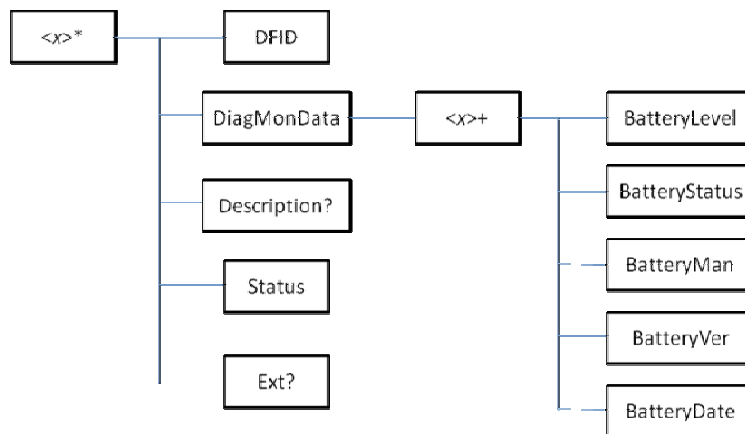 <x>*
DFID
DiagMonData
<x>+
BatteryLevel
Description?
BatteryStatus
Status
BatteryMan
Ext?
BatteryVer
BatteryDate